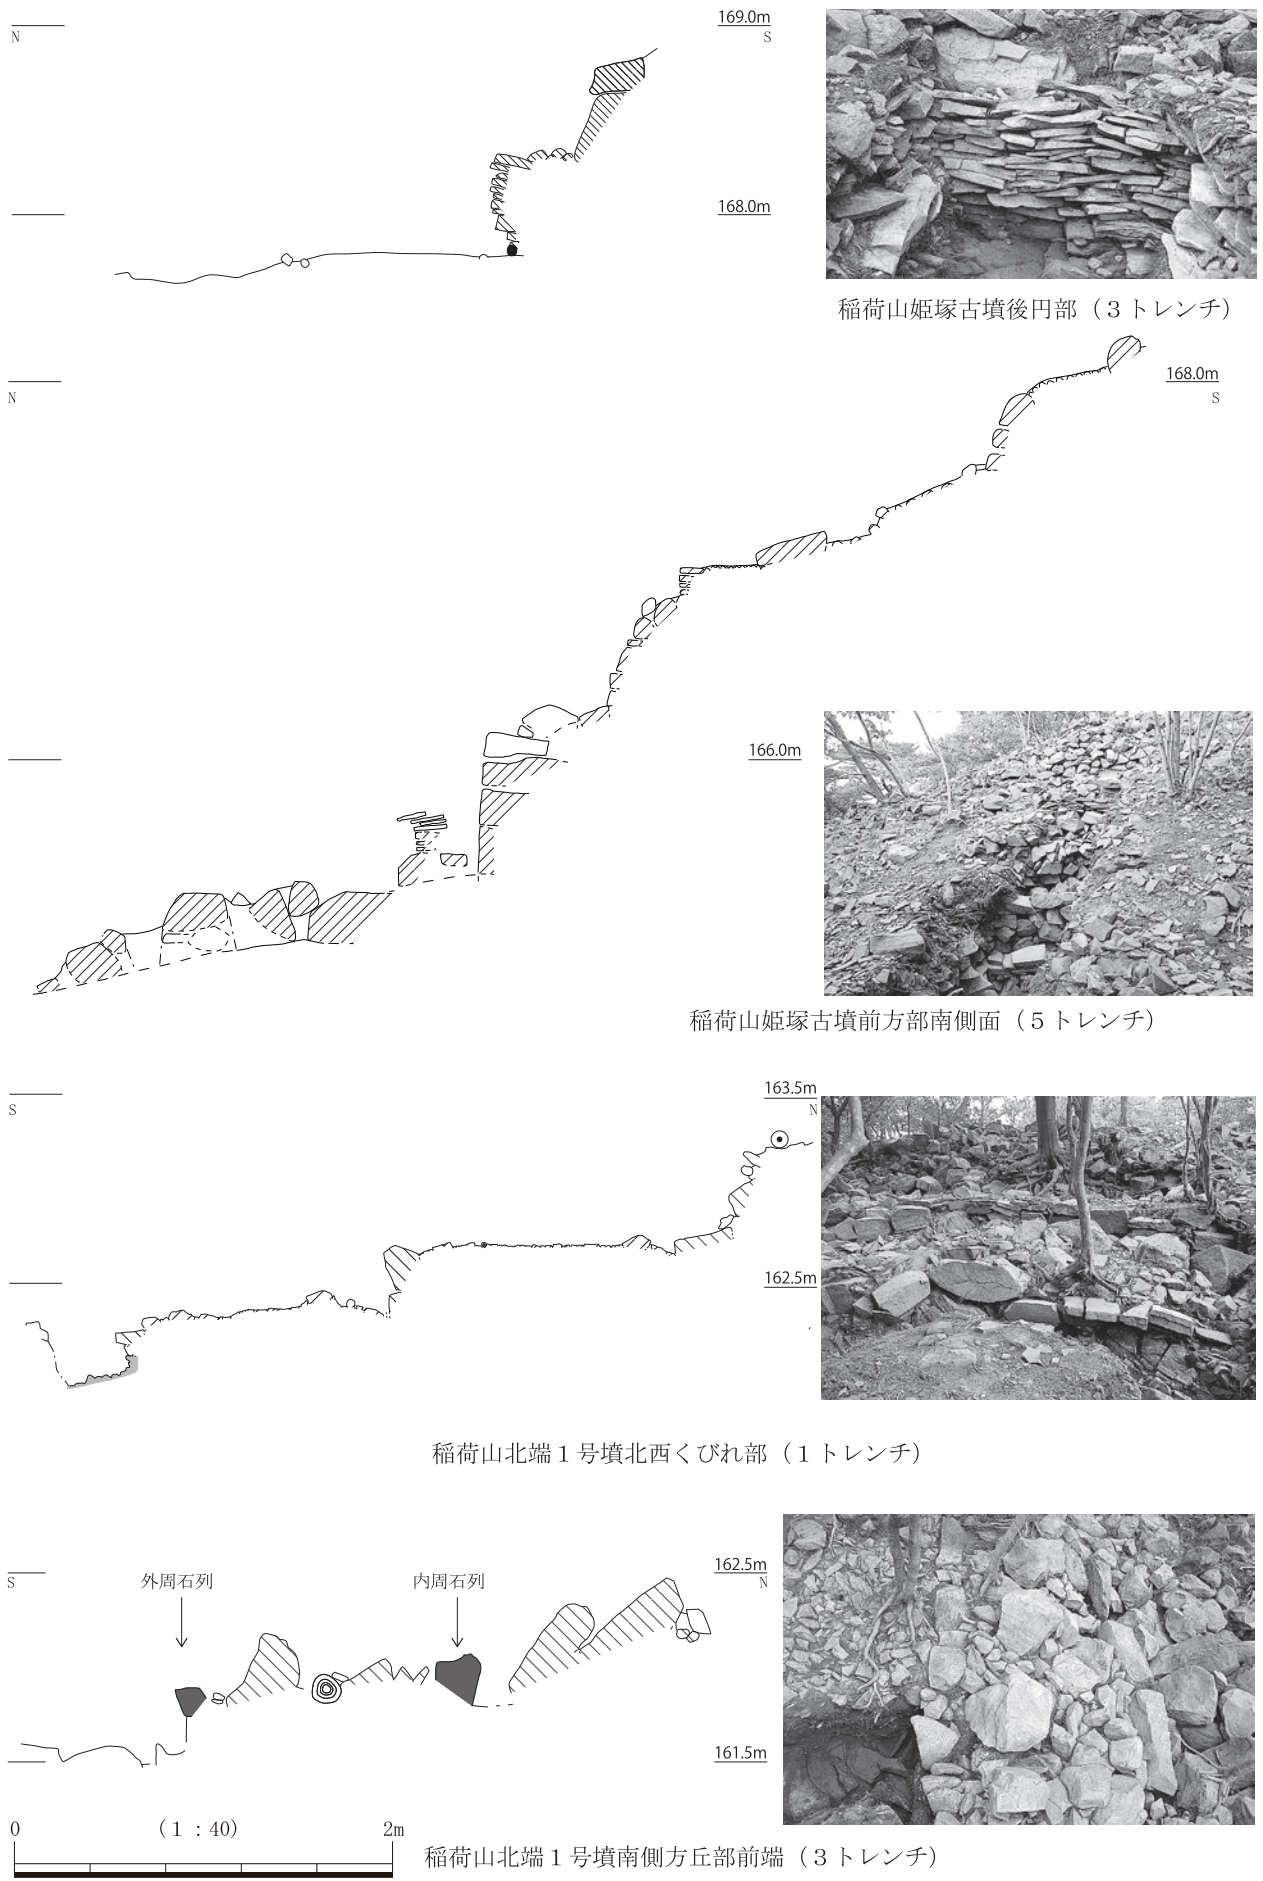 169.0m
N
S
168.0m
稲荷山姫塚古墳後円部（３トレンチ）
168.0m
N
S
166.0m
稲荷山姫塚古墳前方部南側面（５トレンチ）
163.5m
S
N
162.5m
稲荷山北端１号墳北西くびれ部（１トレンチ）
162.5m
S
外周石列
内周石列
N
161.5m
0
（１：40）
2m
稲荷山北端１号墳南側方丘部前端（３トレンチ）